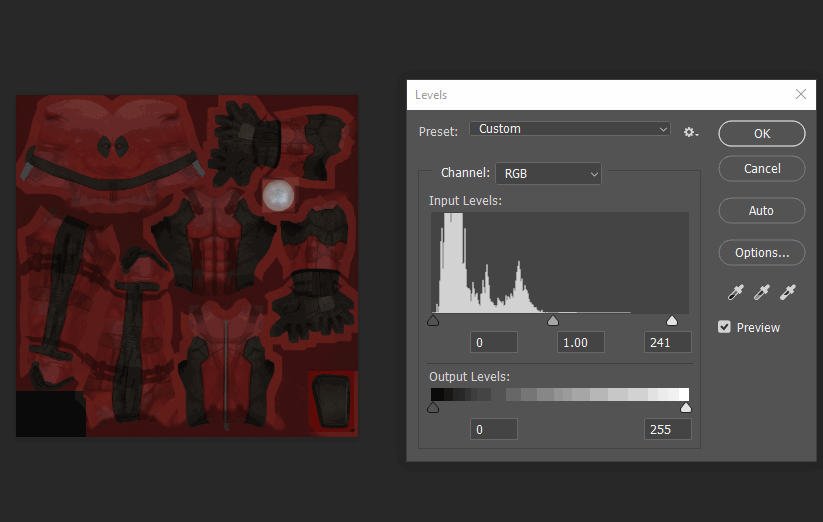 Levels
Preset: Custom
OK
Channel: RGB
Cancel
Input Levels:
Auto
Options...
Preview
0 1.00 241
Output Levels:
0 255